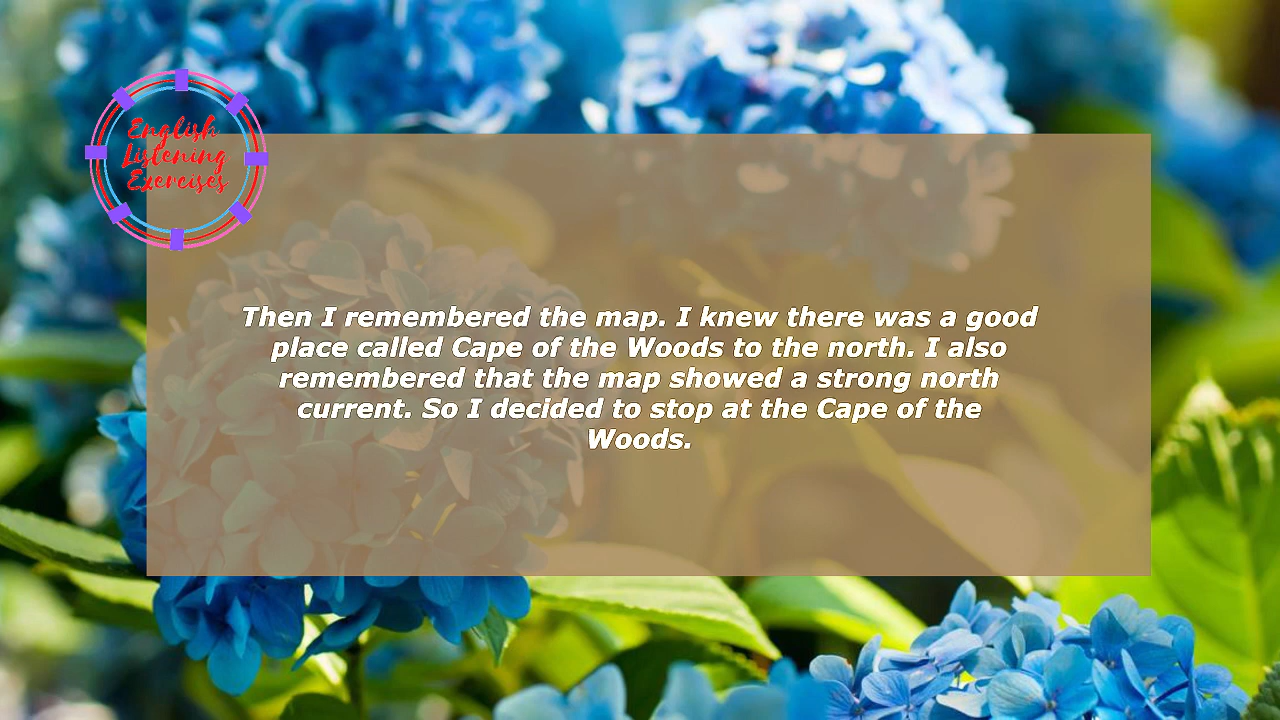 English
Listening
Exercises
Then I remembered the map. I knew there was a good
place called Cape of the Woods to the north. I also
remembered that the map showed a strong north
current. So I decided to stop at the Cape of the
Woods.